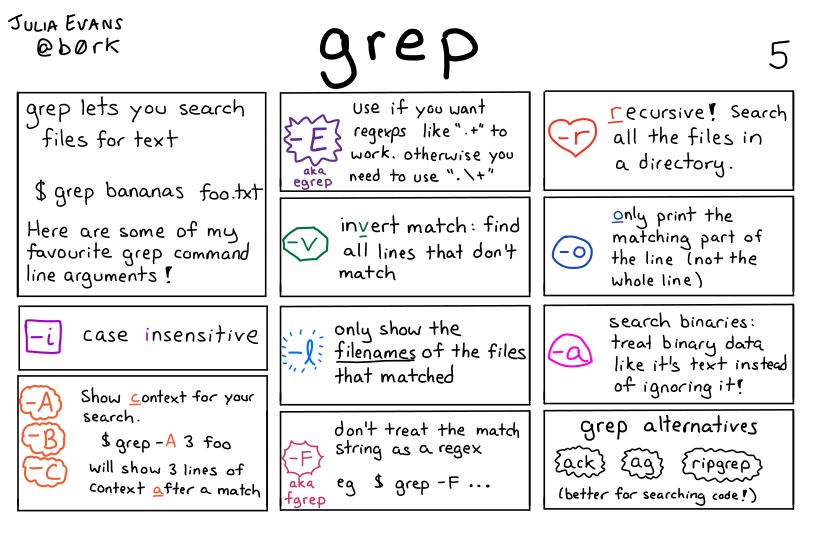 JULIA EVANS
@b0rk
grep
5
grep lets you search
files for text
$ grep bananas foo.txt
Here are some of my
favourite grep command
line arguments!
-i case insensitive
-A
-B
-C
Show context for your
search.
$ grep -A 3 foo
will show 3 lines of
context after a match
-E
aka
egrep
use if you want
regexps like ".+" to
work. otherwise you
need to use ".\+"
-v
invert match: find
all lines that don't
match
-l
only show the
filenames of the files
that matched
-F
aka
fgrep
don't treat the match
string as a regex
eg $ grep -F ...
-r
recursive! Search
all the files in
a directory.
-o
only print the
matching part of
the line (not the
whole line)
-a
search binaries:
treat binary data
like it's text instead
of ignoring it!
grep alternatives
ack ag ripgrep
(better for searching code!)